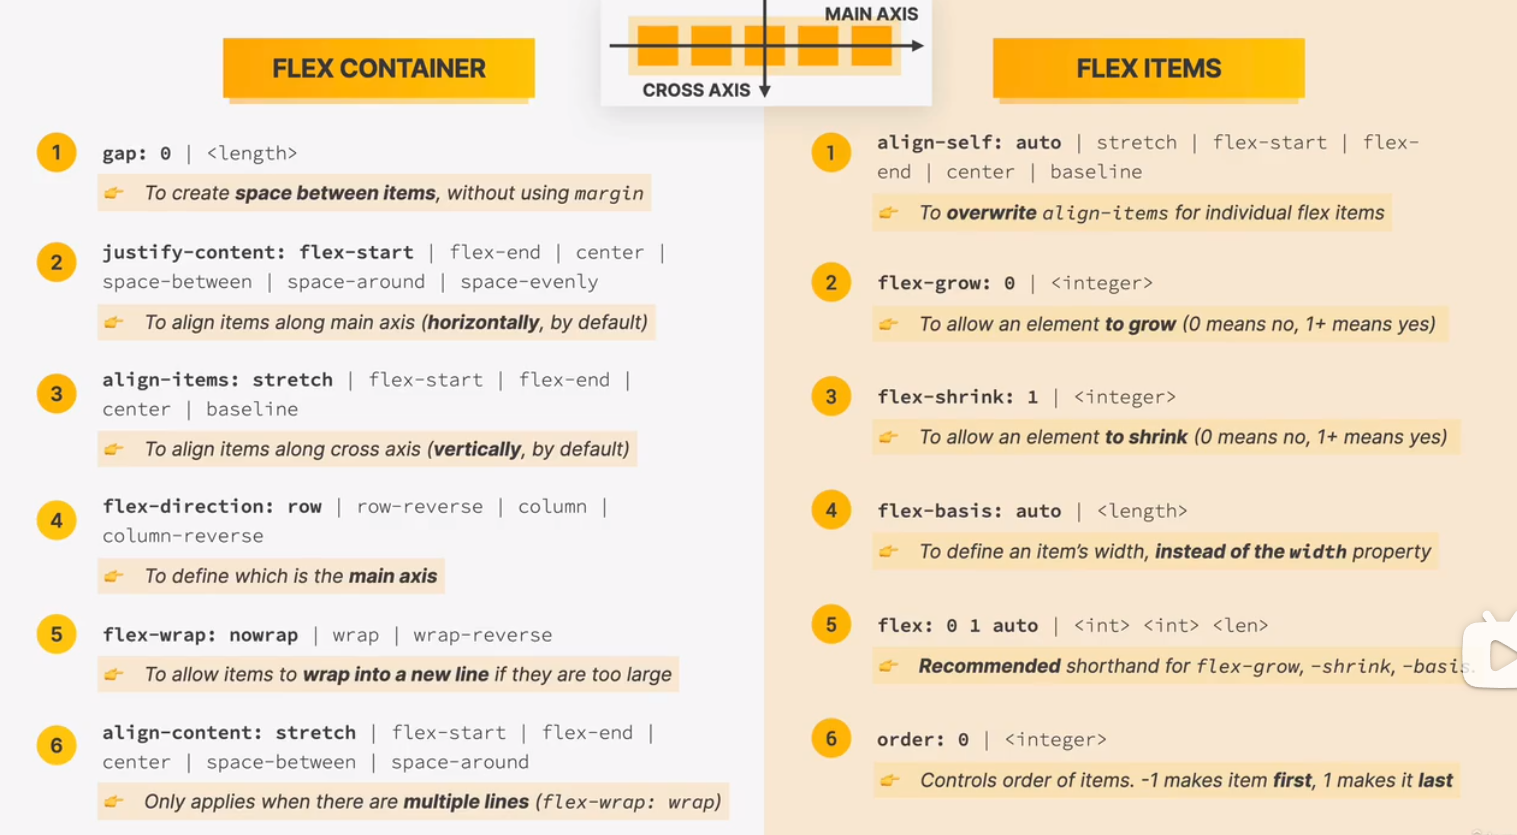 MAIN AXIS
CROSS AXIS
FLEX CONTAINER
1
gap: 0 | <length>
To create space between items, without using margin
2
justify-content: flex-start | flex-end | center |
space-between | space-around | space-evenly
To align items along main axis (horizontally, by default)
3
align-items: stretch | flex-start | flex-end |
center | baseline
To align items along cross axis (vertically, by default)
4
flex-direction: row | row-reverse | column |
column-reverse
To define which is the main axis
5
flex-wrap: nowrap | wrap | wrap-reverse
To allow items to wrap into a new line if they are too large
6
align-content: stretch | flex-start | flex-end |
center | space-between | space-around
Only applies when there are multiple lines (flex-wrap: wrap)
FLEX ITEMS
1
align-self: auto | stretch | flex-start | flex-
end | center | baseline
To overwrite align-items for individual flex items
2
flex-grow: 0 | <integer>
To allow an element to grow (0 means no, 1+ means yes)
3
flex-shrink: 1 | <integer>
To allow an element to shrink (0 means no, 1+ means yes)
4
flex-basis: auto | <length>
To define an item’s width, instead of the width property
5
flex: 0 1 auto | <int> <int> <len>
Recommended shorthand for flex-grow, -shrink, -basis.
6
order: 0 | <integer>
Controls order of items. -1 makes item first, 1 makes it last